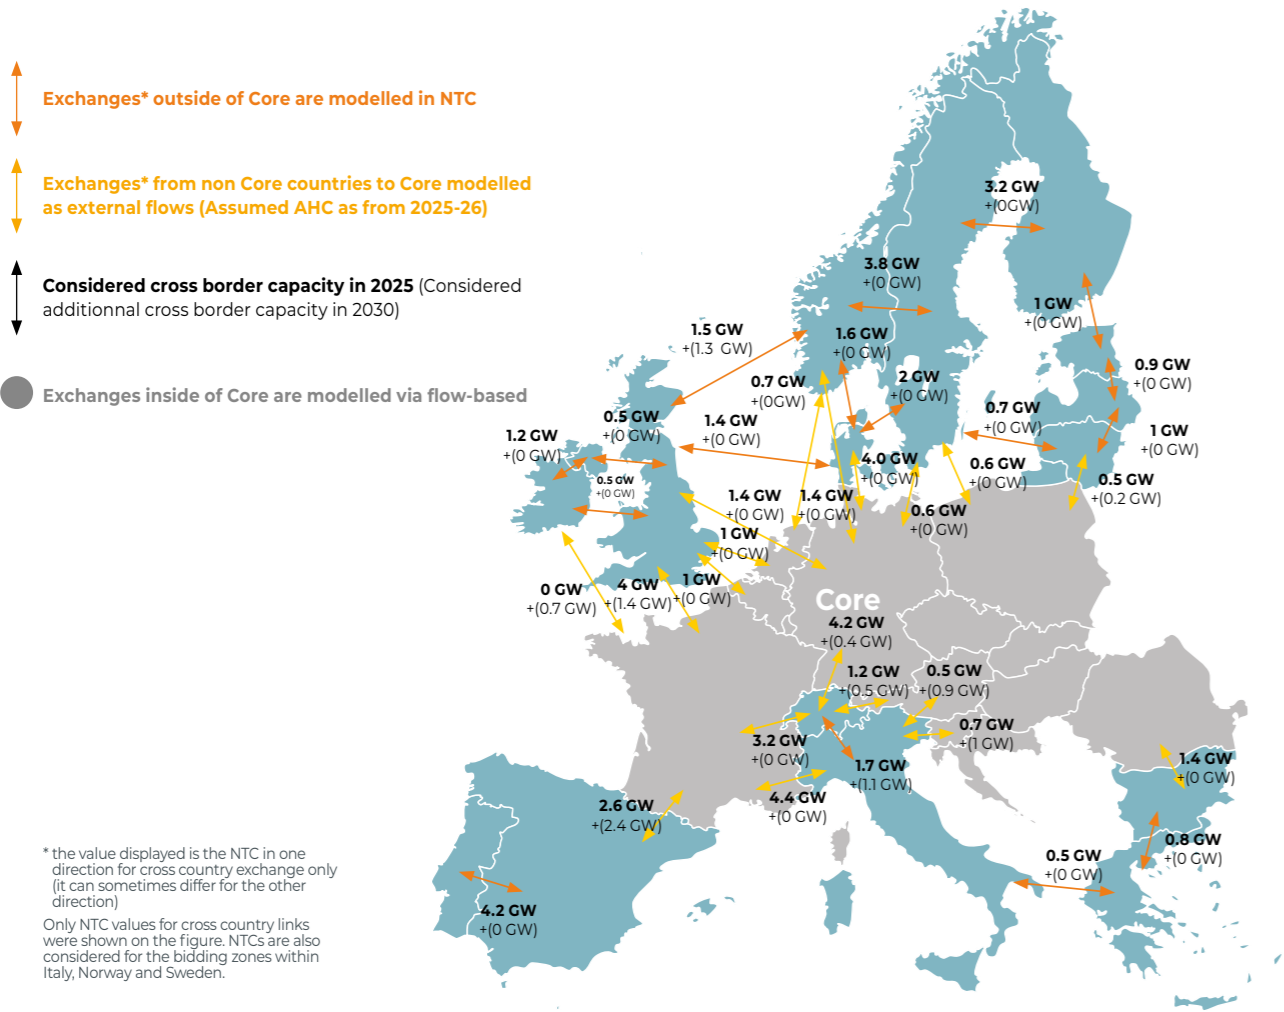 Exchanges* outside of Core are modelled in NTC
Exchanges* from non Core countries to Core modelled
as external flows (Assumed AHC as from 2025-26)
Considered cross border capacity in 2025 (Considered
additionnal cross border capacity in 2030)
Exchanges inside of Core are modelled via flow-based
3.2 GW
+(0GW)
3.8 GW
+(0 GW)
1 GW
+(0 GW)
1.5 GW
+(1.3 GW)
1.6 GW
+(0 GW)
0.9 GW
+(0 GW)
0.7 GW
+(0GW)
2 GW
+(0 GW)
0.5 GW
+(0 GW)
1.4 GW
+(0 GW)
0.7 GW
+(0 GW)
1.2 GW
+(0 GW)
1 GW
+(0 GW)
4.0 GW
+(0 GW)
0.6 GW
+(0 GW)
0.5 GW
+(0 GW)
0.5 GW
+(0.2 GW)
1.4 GW
+(0 GW)
1.4 GW
+(0 GW)
0.6 GW
+(0 GW)
1 GW
+(0 GW)
0 GW
+(0.7 GW)
4 GW
+(1.4 GW)
1 GW
+(0 GW)
Core
4.2 GW
+(0.4 GW)
1.2 GW
+(0.5 GW)
0.5 GW
+(0.9 GW)
3.2 GW
+(0 GW)
0.7 GW
+(1 GW)
1.7 GW
+(1.1 GW)
1.4 GW
+(0 GW)
4.4 GW
+(0 GW)
2.6 GW
+(2.4 GW)
0.8 GW
+(0 GW)
0.5 GW
+(0 GW)
4.2 GW
+(0 GW)
* the value displayed is the NTC in one
direction for cross country exchange only
(it can sometimes differ for the other
direction)
Only NTC values for cross country links
were shown on the figure. NTCs are also
considered for the bidding zones within
Italy, Norway and Sweden.